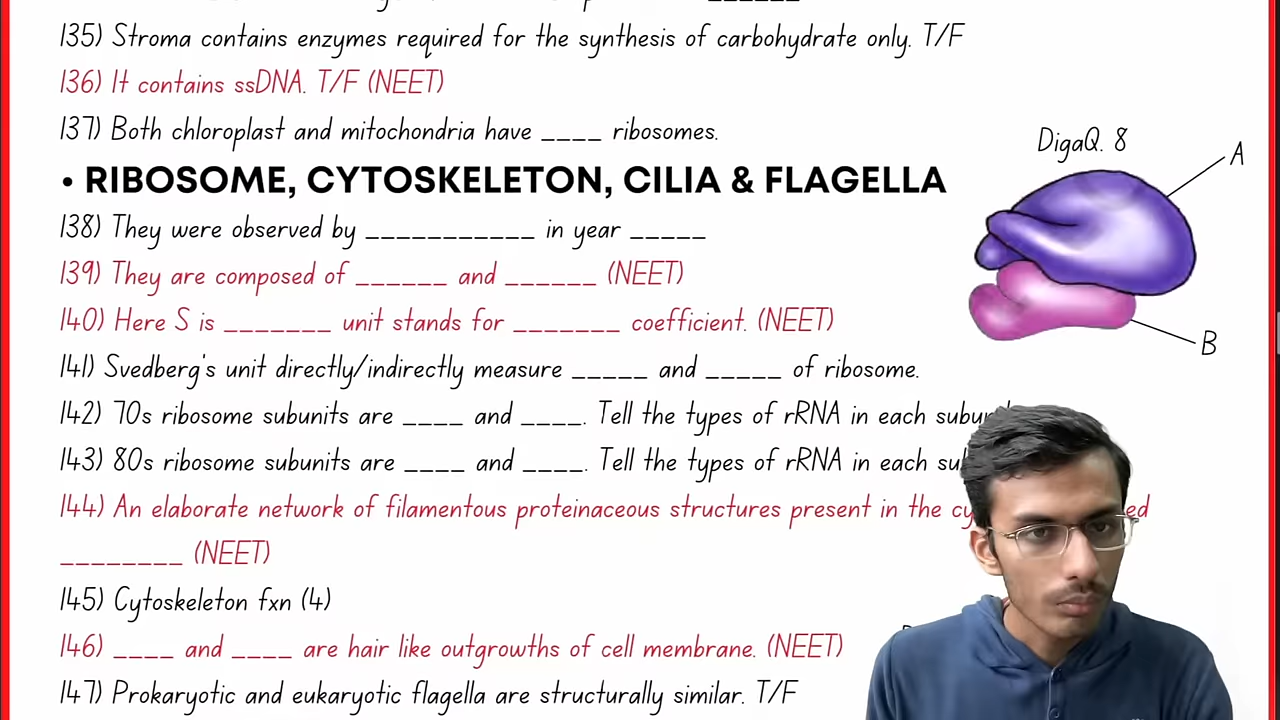 135) Stroma contains enzymes required for the synthesis of carbohydrate only. T/F
136) It contains ssDNA. T/F (NEET)
137) Both chloroplast and mitochondria have ____ ribosomes.
DigaQ. 8
A
• RIBOSOME, CYTOSKELETON, CILIA & FLAGELLA
138) They were observed by ___________ in year _____
139) They are composed of ______ and ______ (NEET)
140) Here S is _______ unit stands for _______ coefficient. (NEET)
B
141) Svedberg's unit directly/indirectly measure _____ and _____ of ribosome.
142) 70s ribosome subunits are ____ and ____. Tell the types of rRNA in each
143) 80s ribosome subunits are ____ and ____. Tell the types of rRNA in each
144) An elaborate network of filamentous proteinaceous structures present in the
________ (NEET)
145) Cytoskeleton fxn (4)
146) ____ and ____ are hair like outgrowths of cell membrane. (NEET)
147) Prokaryotic and eukaryotic flagella are structurally similar. T/F